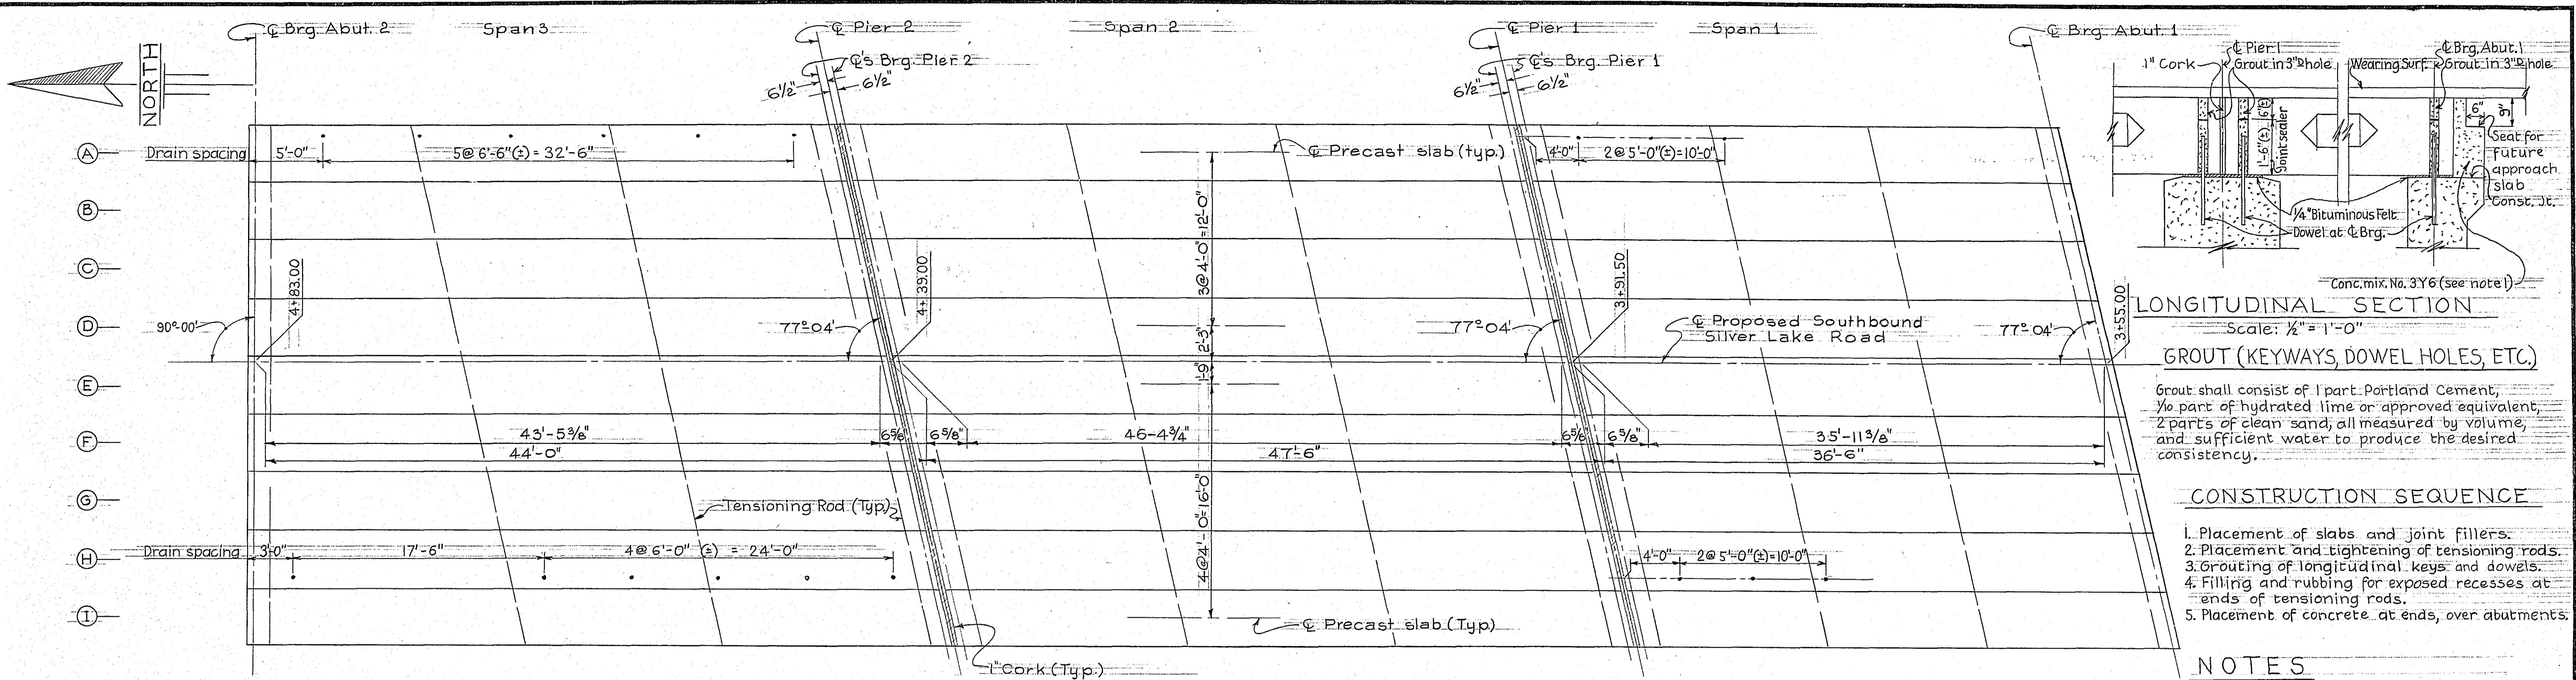 ℄ Brg. Abut. 2
Span 3
℄ Pier 2
Span 2
℄ Pier 1
Span 1
℄ Brg. Abut. 1
NORTH
℄'s Brg. Pier 2
6½"
6½"
℄'s Brg. Pier 1
6½"
6½"
℄ Pier 1
1" Cork
Grout in 3"⌀ hole
Wearing Surf.
℄ Brg. Abut. 1
Grout in 3"⌀ hole
6"
9"
6"(±)
1'-6"(±)
Joint sealer
Seat for
future
approach
slab
Const. Jt.
¼" Bituminous Felt
Dowel at ℄ Brg.
Conc. mix. No. 3Y6 (see note 1)
LONGITUDINAL SECTION
Scale: ½" = 1'-0"
A
Drain spacing
5'-0"
5@6'-6"(±) = 32'-6"
℄ Precast slab (typ.)
4'-0"
2@5'-0"(±)=10'-0"
B
C
D
E
F
G
H
I
3@4'-0"=12'-0"
2'-3"
1'-9"
4@4'-0"=16'-0"
4+83.00
4+39.00
3+91.50
3+55.00
90°-00'
77°-04'
77°-04'
77°-04'
℄ Proposed Southbound
Silver Lake Road
43'-5⅜"
6⅝"
6⅝"
46-4¾"
6⅝"
6⅝"
35'-11⅜"
44'-0"
47'-6"
36'-6"
Tensioning Rod (Typ.)
Drain spacing
3'-0"
17'-6"
4@6'-0" (±) = 24'-0"
4'-0"
2@5'-0"(±)=10'-0"
℄ Precast slab (Typ.)
1" Cork (Typ.)
GROUT (KEYWAYS, DOWEL HOLES, ETC.)
Grout shall consist of 1 part Portland Cement,
⅒ part of hydrated lime or approved equivalent,
2 parts of clean sand, all measured by volume,
and sufficient water to produce the desired
consistency.
CONSTRUCTION SEQUENCE
1. Placement of slabs and joint fillers.
2. Placement and tightening of tensioning rods.
3. Grouting of longitudinal keys and dowels.
4. Filling and rubbing for exposed recesses at
ends of tensioning rods.
5. Placement of concrete at ends, over abutments.
NOTES